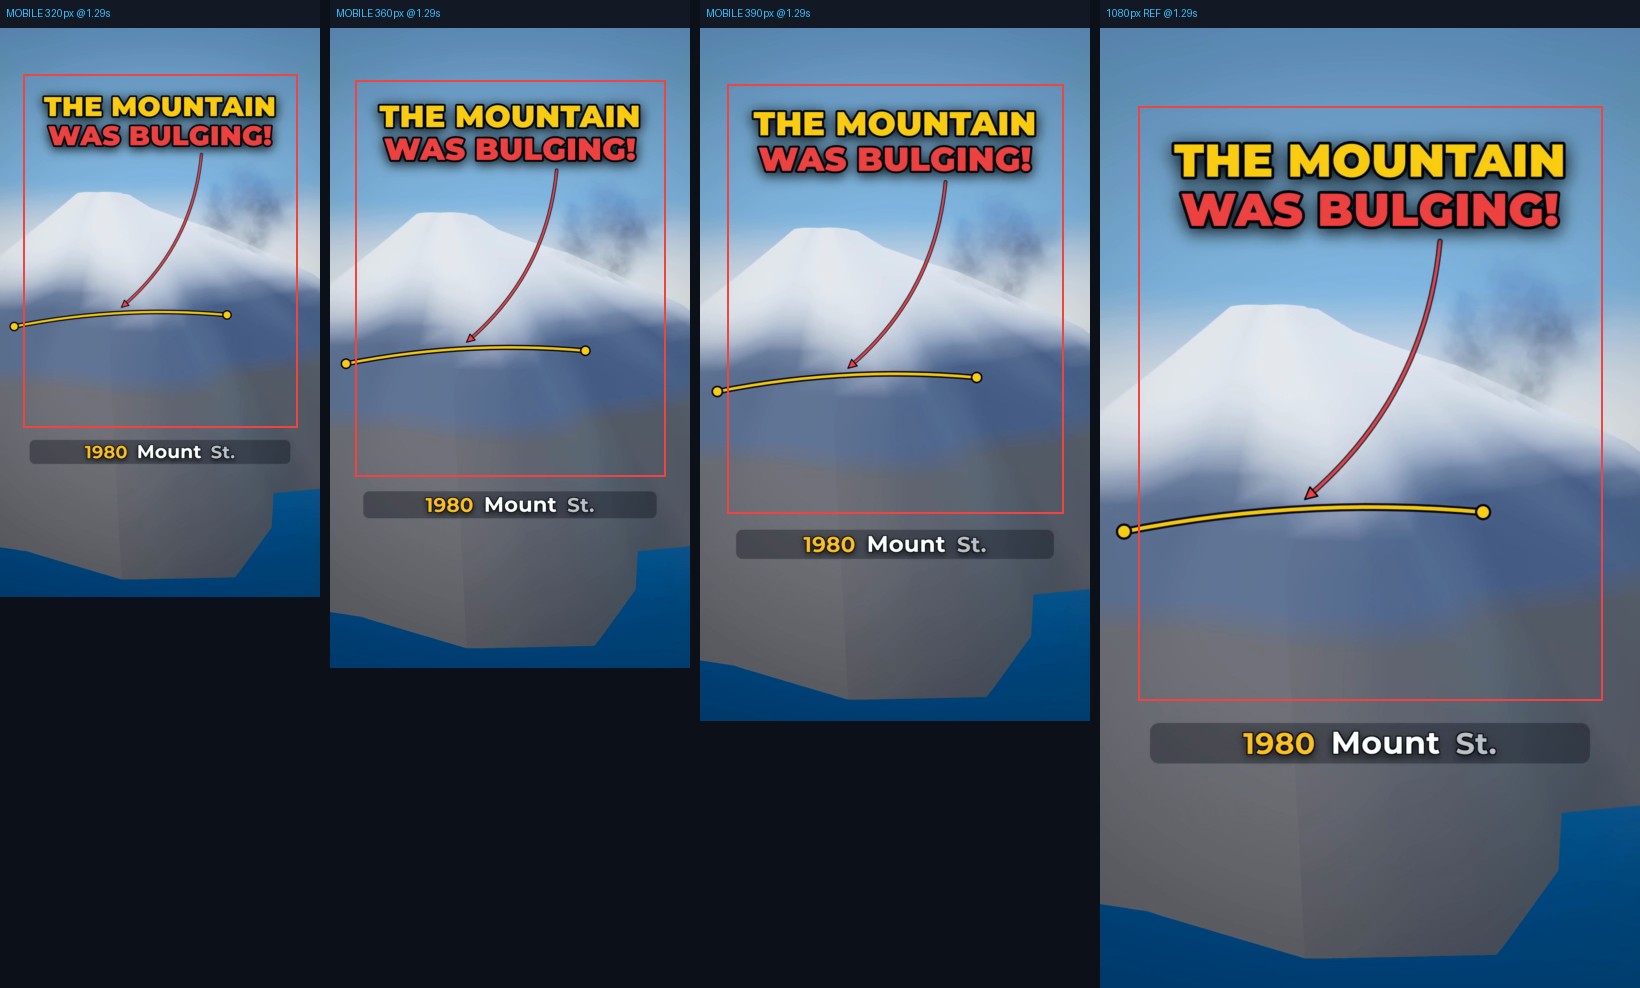 MOBILE 320px @1.29s
THE MOUNTAIN
WAS BULGING!
1980 Mount St.
MOBILE 360px @1.29s
THE MOUNTAIN
WAS BULGING!
1980 Mount St.
MOBILE 390px @1.29s
THE MOUNTAIN
WAS BULGING!
1980 Mount St.
1080px REF @1.29s
THE MOUNTAIN
WAS BULGING!
1980 Mount St.